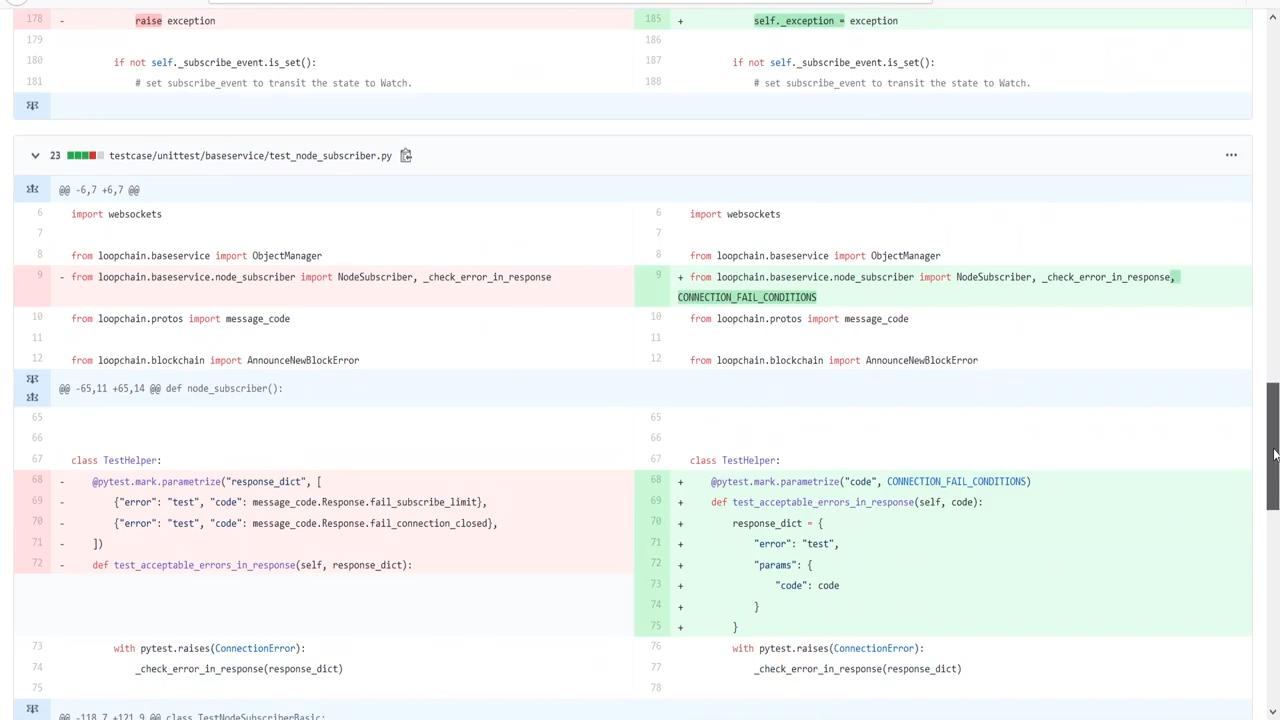 178 - raise exception 185 + self._exception = exception
179 186
180 if not self._subscribe_event.is_set(): 187 if not self._subscribe_event.is_set():
181 # set subscribe_event to transit the state to Watch. 188 # set subscribe_event to transit the state to Watch.
23 testcase/unittest/baseservice/test_node_subscriber.py
@@ -6,7 +6,7 @@
6 import websockets 6 import websockets
7 7
8 from loopchain.baseservice import ObjectManager 8 from loopchain.baseservice import ObjectManager
9 - from loopchain.baseservice.node_subscriber import NodeSubscriber, _check_error_in_response 9 + from loopchain.baseservice.node_subscriber import NodeSubscriber, _check_error_in_response,
CONNECTION_FAIL_CONDITIONS
10 from loopchain.protos import message_code 10 from loopchain.protos import message_code
11 11
12 from loopchain.blockchain import AnnounceNewBlockError 12 from loopchain.blockchain import AnnounceNewBlockError
@@ -65,11 +65,14 @@ def node_subscriber():
65 65
66 66
67 class TestHelper: 67 class TestHelper:
68 - @pytest.mark.parametrize("response_dict", [ 68 + @pytest.mark.parametrize("code", CONNECTION_FAIL_CONDITIONS)
69 - {"error": "test", "code": message_code.Response.fail_subscribe_limit}, 69 + def test_acceptable_errors_in_response(self, code):
70 - {"error": "test", "code": message_code.Response.fail_connection_closed}, 70 + response_dict = {
71 - ]) 71 + "error": "test",
72 - def test_acceptable_errors_in_response(self, response_dict): 72 + "params": {
73 + "code": code
74 + }
75 + }
73 with pytest.raises(ConnectionError): 76 with pytest.raises(ConnectionError):
74 _check_error_in_response(response_dict) 77 _check_error_in_response(response_dict)
75 78
@@ -118,7 +121,9 @@ class TestNodeSubscriberBasic: